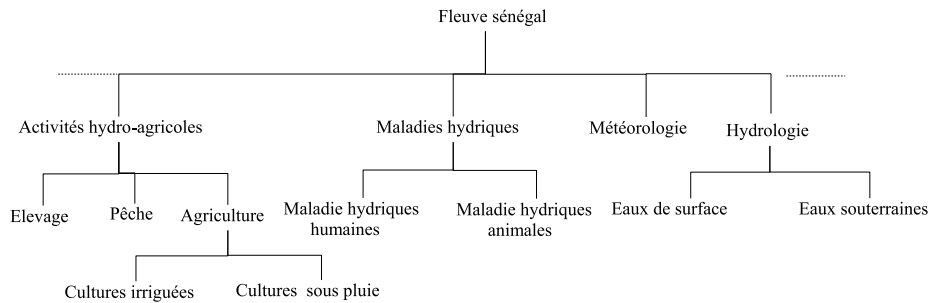 Fleuve sénégal
Activités hydro-agricoles
Maladies hydriques
Météorologie
Hydrologie
Elevage
Pêche
Agriculture
Maladie hydriques
humaines
Maladie hydriques
animales
Eaux de surface
Eaux souterraines
Cultures irriguées
Cultures sous pluie